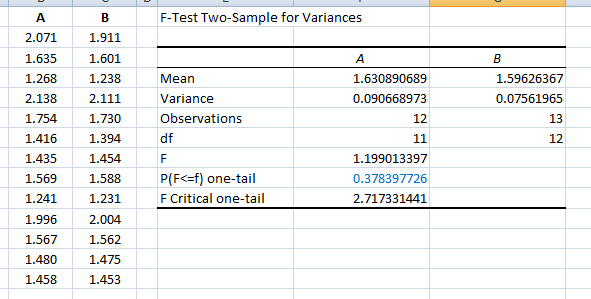 A B F-Test Two-Sample for Variances
2.071 1.911
1.635 1.601 A B
1.268 1.238 Mean 1.630890689 1.59626367
2.138 2.111 Variance 0.090668973 0.07561965
1.754 1.730 Observations 12 13
1.416 1.394 df 11 12
1.435 1.454 F 1.199013397
1.569 1.588 P(F<=f) one-tail 0.378397726
1.241 1.231 F Critical one-tail 2.717331441
1.996 2.004
1.567 1.562
1.480 1.475
1.458 1.453